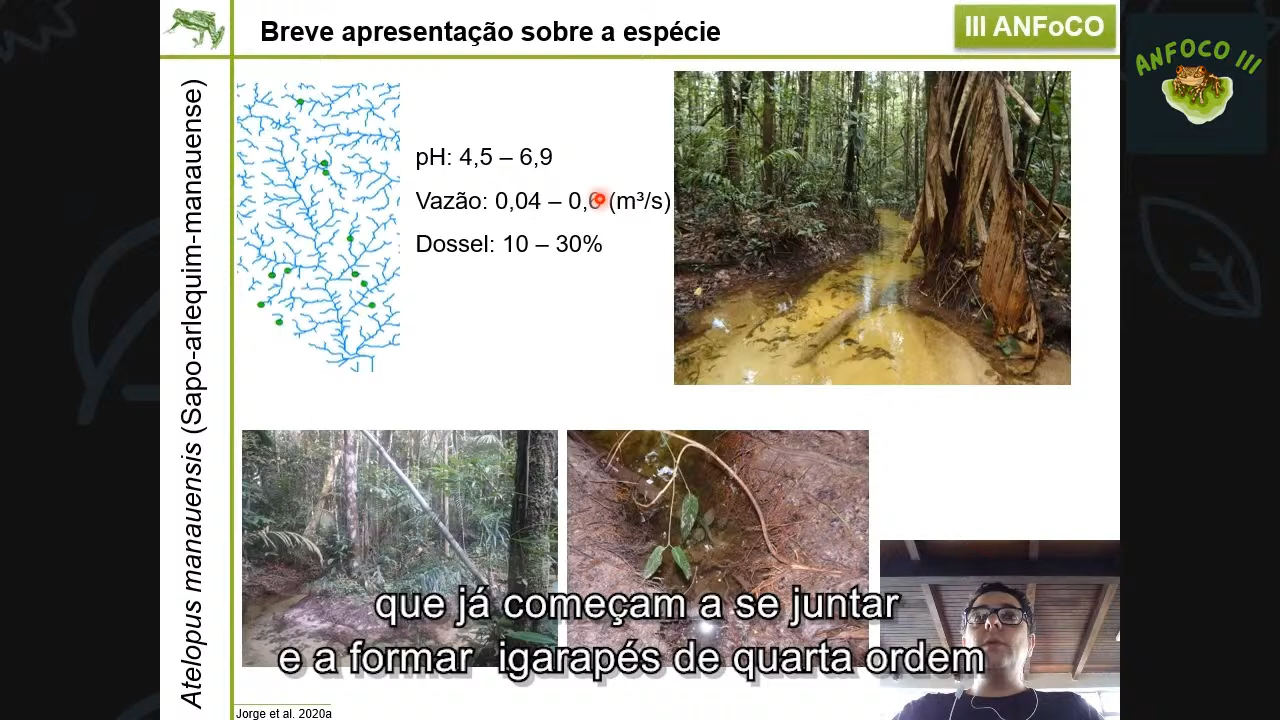 Breve apresentação sobre a espécie
III ANFoCO
ANFOCO III
Atelopus manauensis (Sapo-arlequim-manauense)
pH: 4,5 – 6,9
Vazão: 0,04 – 0, (m³/s)
Dossel: 10 – 30%
que já começam a se juntar
e a formar igarapés de quarta ordem
Jorge et al. 2020a